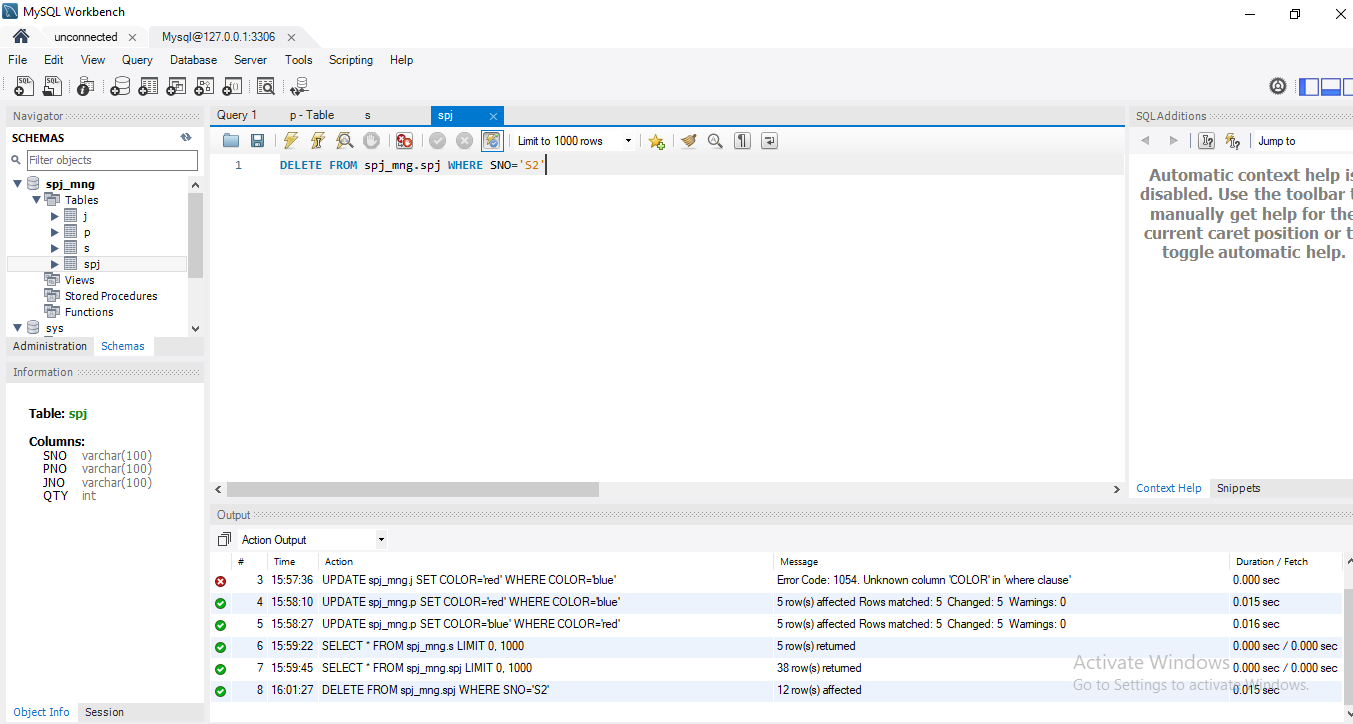 MySQL Workbench
unconnected
Mysql@127.0.0.1:3306
File Edit View Query Database Server Tools Scripting Help
Navigator
SCHEMAS
Filter objects
spj_mng
Tables
j
p
s
spj
Views
Stored Procedures
Functions
sys
Administration Schemas
Information
Table: spj
Columns:
SNO varchar(100)
PNO varchar(100)
JNO varchar(100)
QTY int
Object Info Session
Query 1 p - Table s spj
Limit to 1000 rows
1 DELETE FROM spj_mng.spj WHERE SNO='S2'
SQLAdditions
Jump to
Automatic context help is
disabled. Use the toolbar t
manually get help for the
current caret position or t
toggle automatic help.
Context Help Snippets
Output
Action Output
# Time Action Message Duration / Fetch
3 15:57:36 UPDATE spj_mng.j SET COLOR='red' WHERE COLOR='blue' Error Code: 1054. Unknown column 'COLOR' in 'where clause' 0.000 sec
4 15:58:10 UPDATE spj_mng.p SET COLOR='red' WHERE COLOR='blue' 5 row(s) affected Rows matched: 5 Changed: 5 Warnings: 0 0.015 sec
5 15:58:27 UPDATE spj_mng.p SET COLOR='blue' WHERE COLOR='red' 5 row(s) affected Rows matched: 5 Changed: 5 Warnings: 0 0.016 sec
6 15:59:22 SELECT * FROM spj_mng.s LIMIT 0, 1000 5 row(s) returned 0.000 sec / 0.000 sec
7 15:59:45 SELECT * FROM spj_mng.spj LIMIT 0, 1000 38 row(s) returned 0.000 sec / 0.000 sec
8 16:01:27 DELETE FROM spj_mng.spj WHERE SNO='S2' 12 row(s) affected 0.015 sec
Activate Windows
Go to Settings to activate Windows.